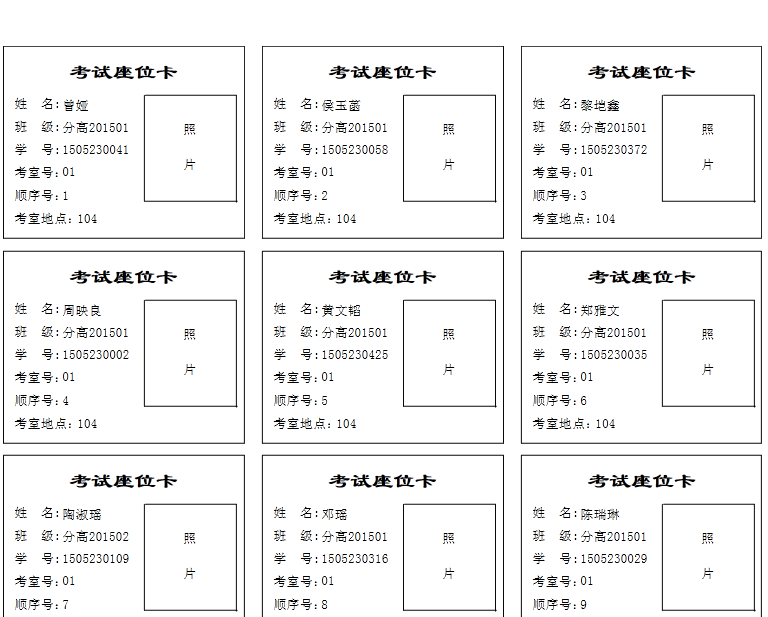 考试座位卡
姓 名:曾娅
班 级:分高201501
学 号:1505230041
考室号:01
顺序号:1
考室地点: 104
照
片
考试座位卡
姓 名:侯玉菡
班 级:分高201501
学 号:1505230058
考室号:01
顺序号:2
考室地点: 104
照
片
考试座位卡
姓 名:黎垲鑫
班 级:分高201501
学 号:1505230372
考室号:01
顺序号:3
考室地点: 104
照
片
考试座位卡
姓 名:周映良
班 级:分高201501
学 号:1505230002
考室号:01
顺序号:4
考室地点: 104
照
片
考试座位卡
姓 名:黄文韬
班 级:分高201501
学 号:1505230425
考室号:01
顺序号:5
考室地点: 104
照
片
考试座位卡
姓 名:郑雅文
班 级:分高201501
学 号:1505230035
考室号:01
顺序号:6
考室地点: 104
照
片
考试座位卡
姓 名:陶淑瑶
班 级:分高201502
学 号:1505230109
考室号:01
顺序号:7
照
片
考试座位卡
姓 名:邓瑶
班 级:分高201501
学 号:1505230316
考室号:01
顺序号:8
照
片
考试座位卡
姓 名:陈瑞琳
班 级:分高201501
学 号:1505230029
考室号:01
顺序号:9
照
片